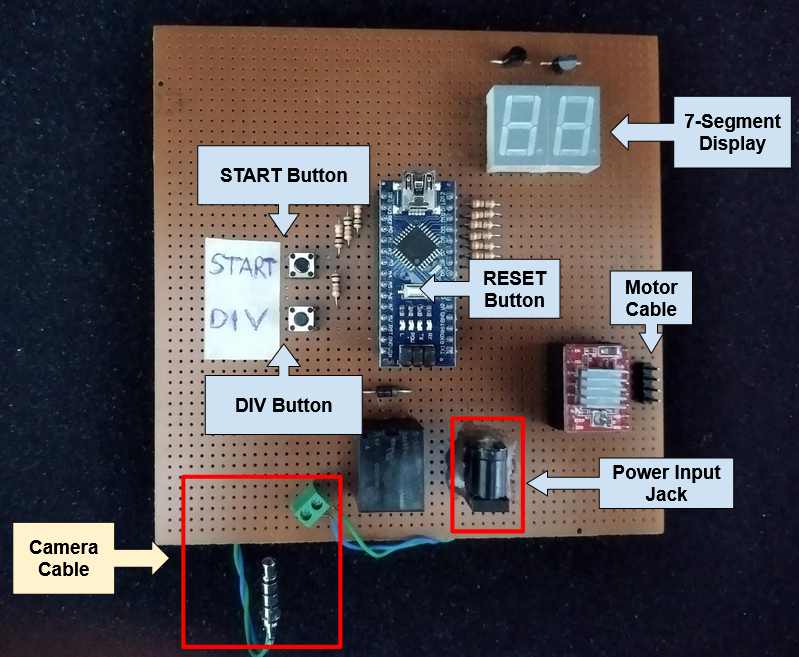 7-Segment
Display
START Button
START
RESET
Button
Motor
Cable
DIV
DIV Button
Power Input
Jack
Camera
Cable